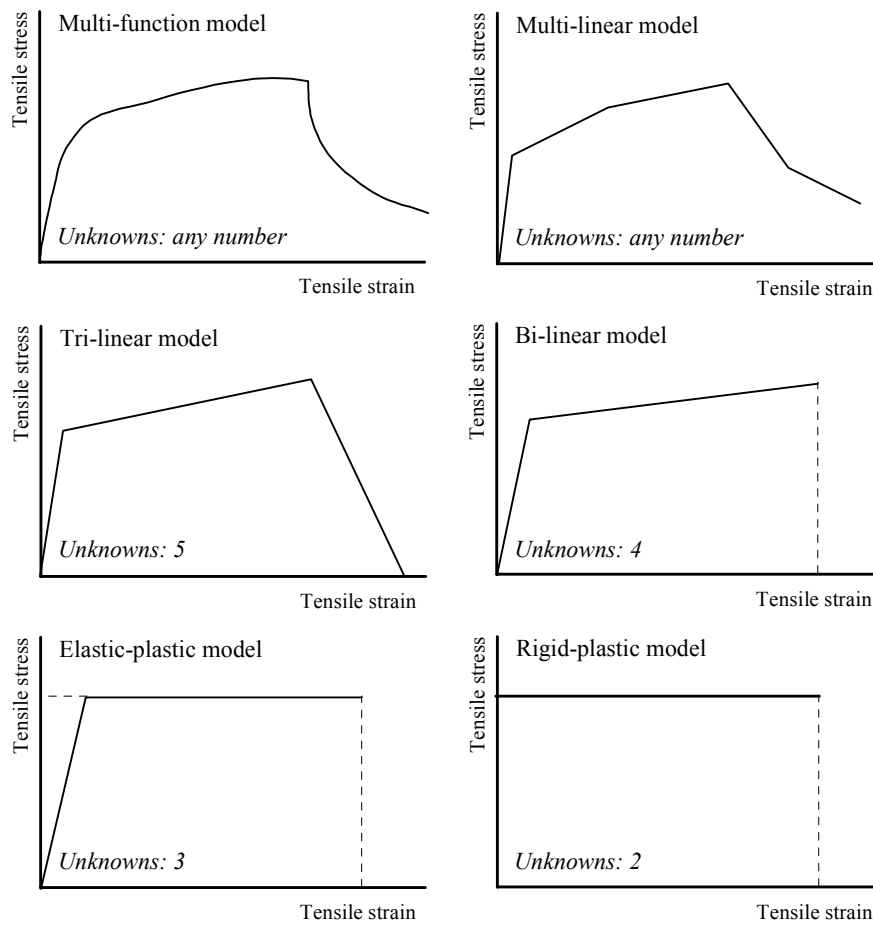 Multi-function model
Tensile stress
Unknowns: any number
Tensile strain
Multi-linear model
Tensile stress
Unknowns: any number
Tensile strain
Tri-linear model
Tensile stress
Unknowns: 5
Tensile strain
Bi-linear model
Tensile stress
Unknowns: 4
Tensile strain
Elastic-plastic model
Tensile stress
Unknowns: 3
Tensile strain
Rigid-plastic model
Tensile stress
Unknowns: 2
Tensile strain